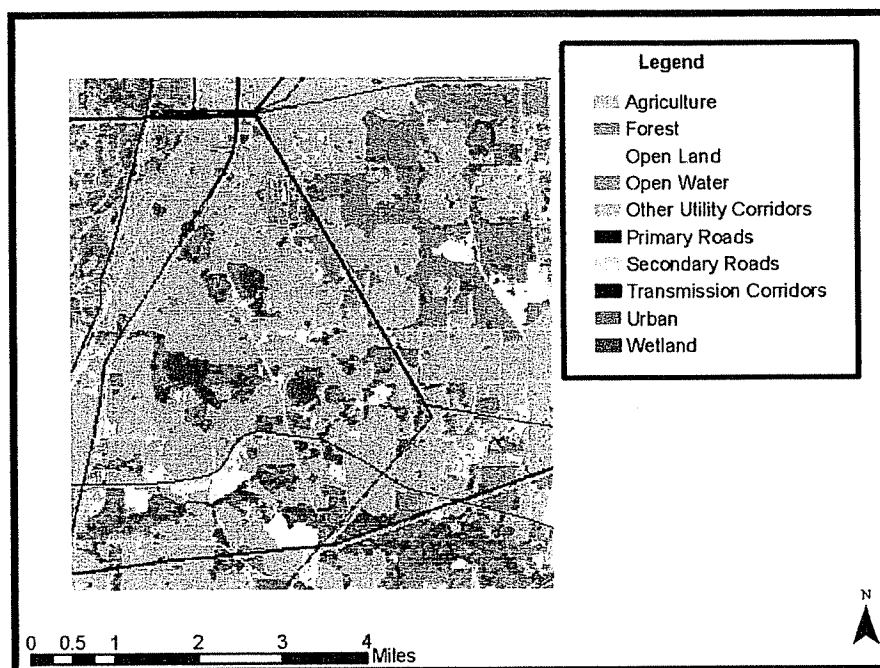 Legend
Agriculture
Forest
Open Land
Open Water
Other Utility Corridors
Primary Roads
Secondary Roads
Transmission Corridors
Urban
Wetland
N
0 0.5 1 2 3 4
Miles